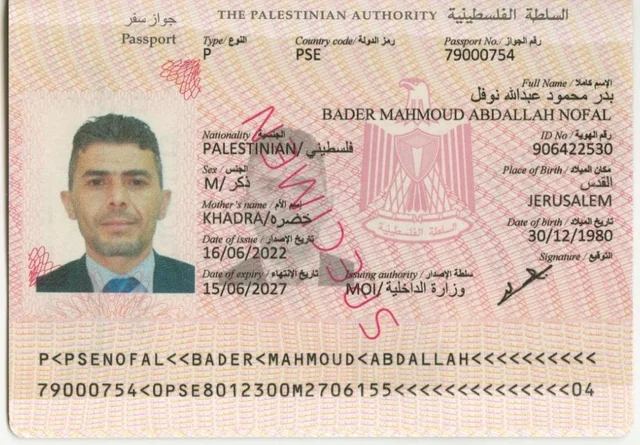 جواز سفر
Passport
THE PALESTINIAN AUTHORITY السلطة الفلسطينية
Type/ النوع
P
Country code/ رمز الدولة
PSE
Passport No./ رقم الجواز
79000754
Full Name / الإسم كاملاً
بدر محمود عبدالله نوفل
BADER MAHMOUD ABDALLAH NOFAL
Nationality الجنسية
PALESTINIAN/ فلسطيني
ID No / رقم الهوية
906422530
Sex / الجنس
M/ ذكر
Place of Birth / مكان الميلاد
القدس
JERUSALEM
Mother's name / إسم الأم
KHADRA/خضره
Date of birth / تاريخ الميلاد
30/12/1980
Date of issue / تاريخ الإصدار
16/06/2022
Signature / التوقيع
Date of expiry / تاريخ الانتهاء
15/06/2027
Issuing authority / سلطة الإصدار
MOI/ وزارة الداخلية
السلطة الفلسطينية
SPECIMEN
P<PSENOFAL<<BADER<MAHMOUD<ABDALLAH<<<<<<<<<<
79000754<0PSE8012300M2706155<<<<<<<<<<<<<<04